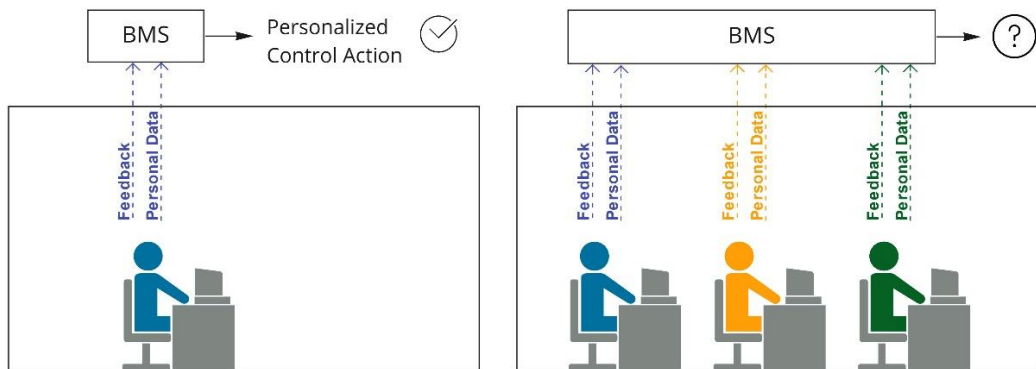 BMS
Personalized
Control Action
Feedback
Personal Data
BMS
?
Feedback
Personal Data
Feedback
Personal Data
Feedback
Personal Data